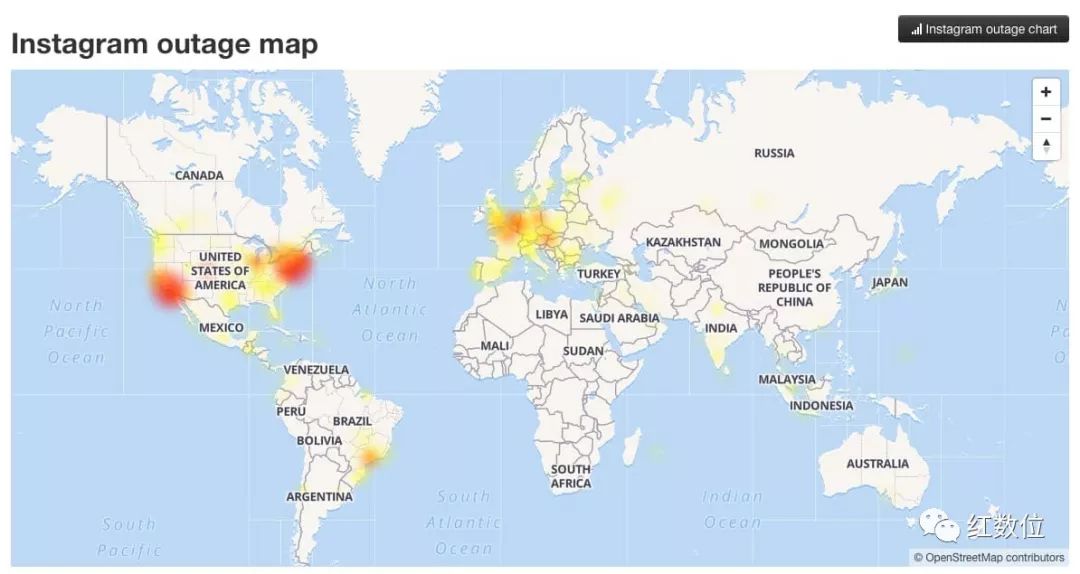 Instagram outage chart
Instagram outage map
RUSSIA
CANADA
KAZAKHSTAN
MONGOLIA
UNITED
STATES OF
AMERICA
TURKEY
PEOPLE'S
REPUBLIC OF
CHINA
JAPAN
North
Pacific
Ocean
North
Atlantic
Ocean
N
Pa
O
LIBYA
SAUDI ARABIA
MEXICO
INDIA
MALI
SUDAN
VENEZUELA
MALAYSIA
INDONESIA
PERU
BRAZIL
BOLIVIA
AUSTRALIA
SOUTH
AFRICA
ARGENTINA
South
Pacific
South
Atlantic
Ocean
Indian
Ocean
红数位
© OpenStreetMap contributors